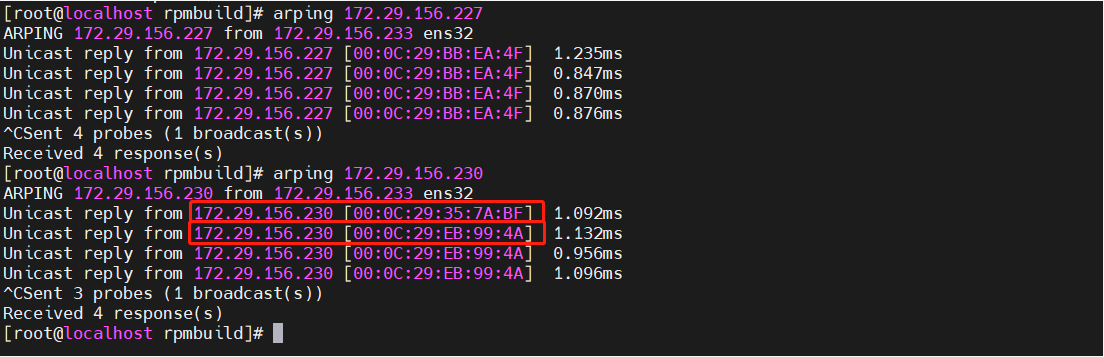 [root@localhost rpmbuild]# arping 172.29.156.227
ARPING 172.29.156.227 from 172.29.156.233 ens32
Unicast reply from 172.29.156.227 [00:0C:29:BB:EA:4F]  1.235ms
Unicast reply from 172.29.156.227 [00:0C:29:BB:EA:4F]  0.847ms
Unicast reply from 172.29.156.227 [00:0C:29:BB:EA:4F]  0.870ms
Unicast reply from 172.29.156.227 [00:0C:29:BB:EA:4F]  0.876ms
^CSent 4 probes (1 broadcast(s))
Received 4 response(s)
[root@localhost rpmbuild]# arping 172.29.156.230
ARPING 172.29.156.230 from 172.29.156.233 ens32
Unicast reply from 172.29.156.230 [00:0C:29:35:7A:BF]  1.092ms
Unicast reply from 172.29.156.230 [00:0C:29:EB:99:4A]  1.132ms
Unicast reply from 172.29.156.230 [00:0C:29:EB:99:4A]  0.956ms
Unicast reply from 172.29.156.230 [00:0C:29:EB:99:4A]  1.096ms
^CSent 3 probes (1 broadcast(s))
Received 4 response(s)
[root@localhost rpmbuild]#